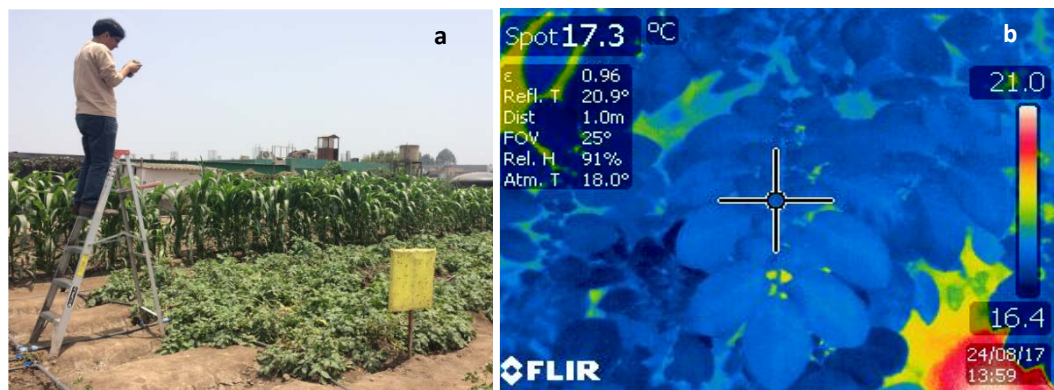 a
b
Spot 17.3 °C
ε 0.96
Refl. T 20.9°
Dist 1.0m
FOV 25°
Rel. H 91%
Atm. T 18.0°
21.0
16.4
24/08/17
13:59
FLIR